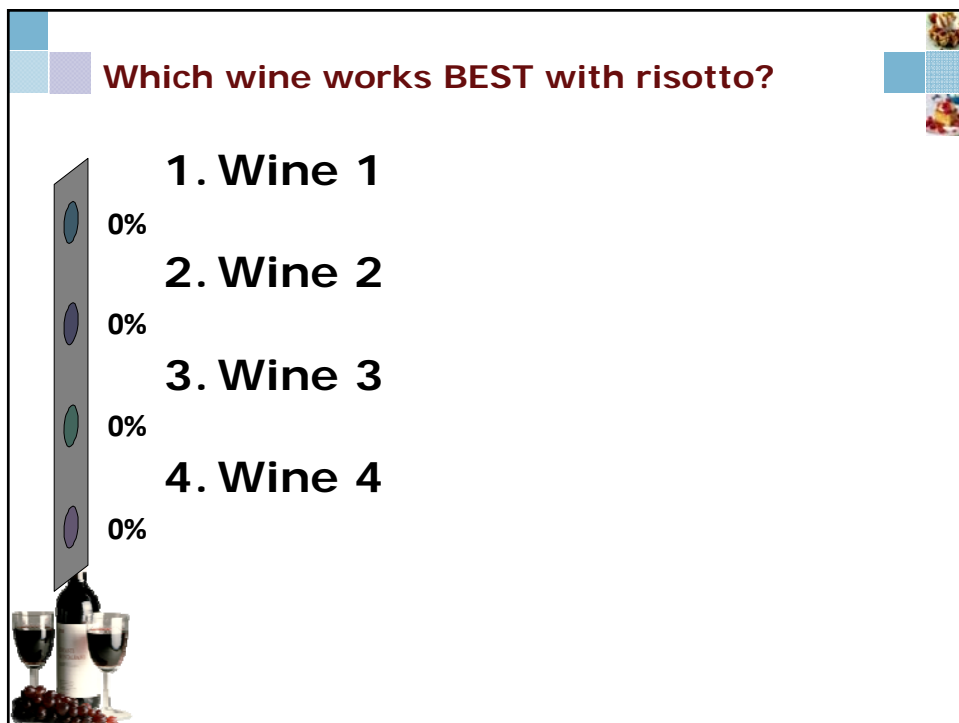 Which wine works BEST with risotto?
1. Wine 1
0%
2. Wine 2
0%
3. Wine 3
0%
4. Wine 4
0%